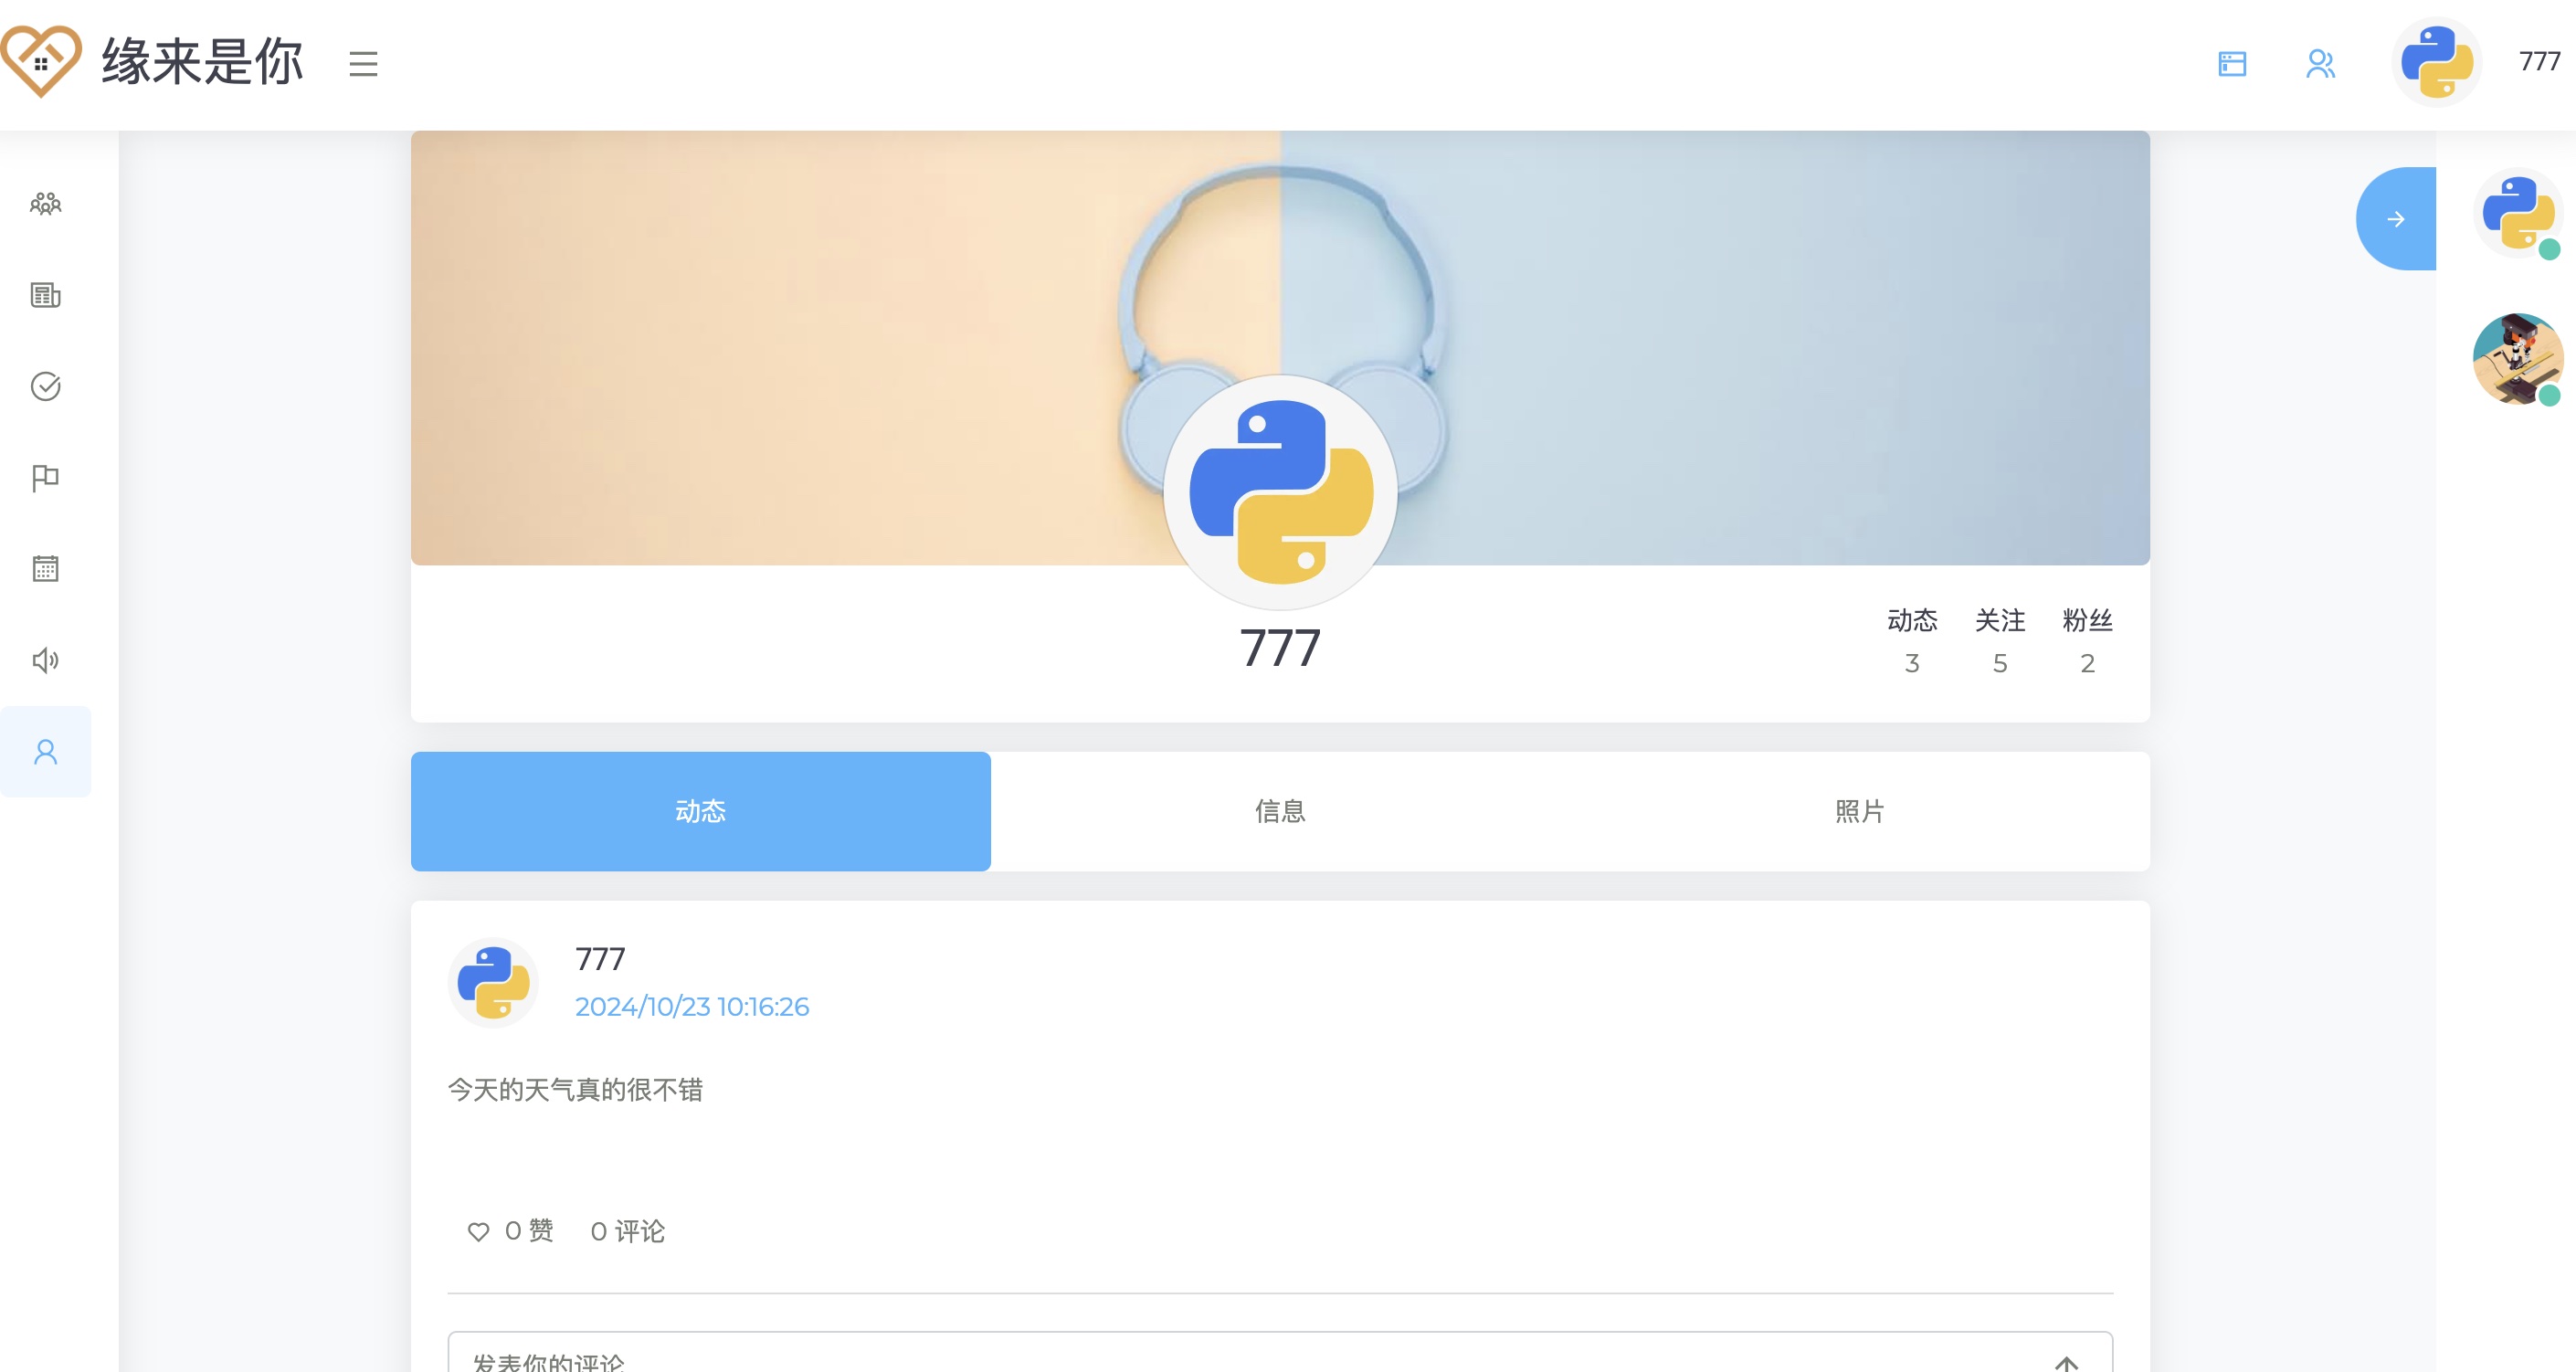 缘来是你
777
777
动态 关注 粉丝
3 5 2
动态 信息 照片
777
2024/10/23 10:16:26
今天的天气真的很不错
0 赞 0 评论
发表你的评论